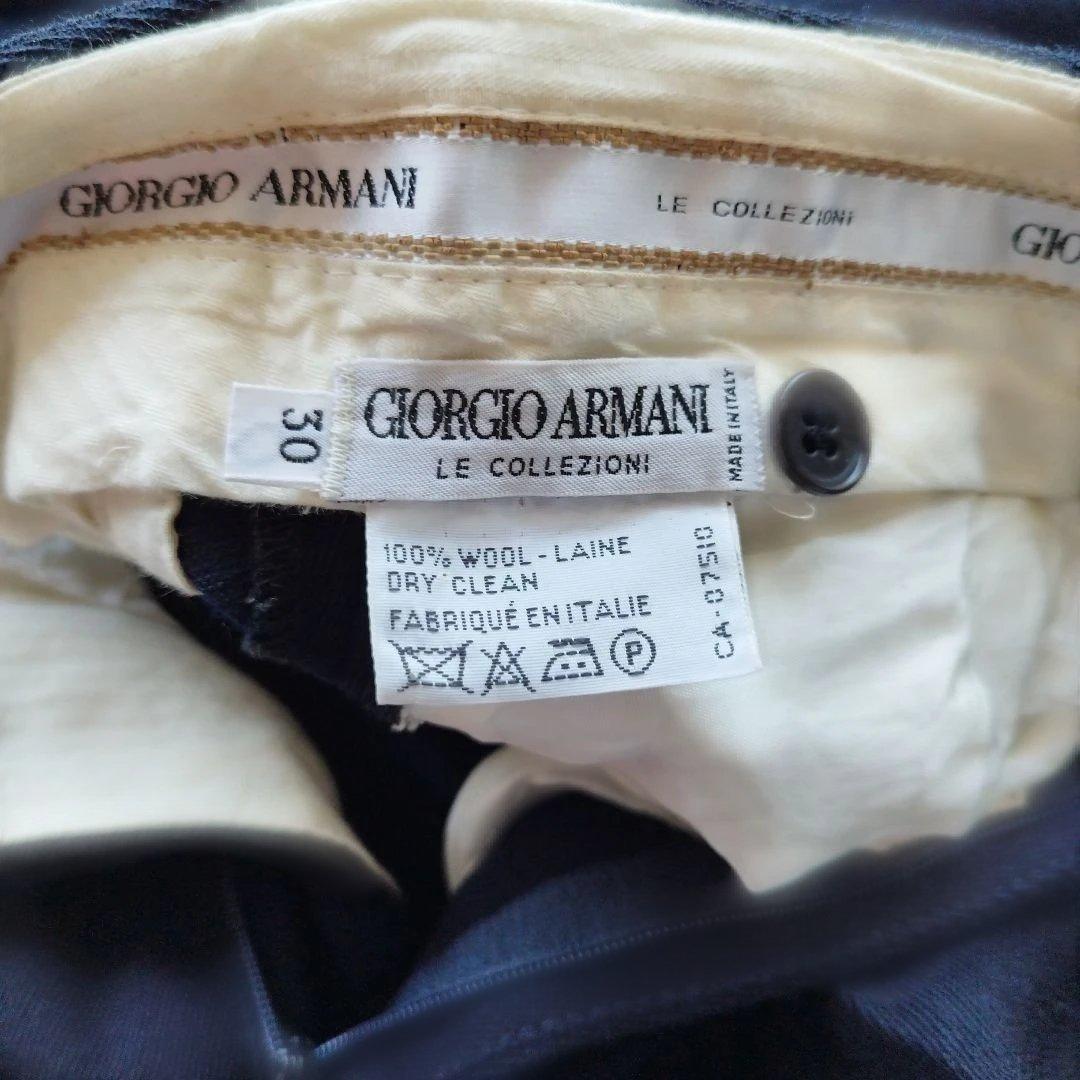 GIORGIO ARMANI
LE COLLEZIONI
GIO
30
GIORGIO ARMANI
LE COLLEZIONI
MADE IN ITALY
100% WOOL - LAINE
DRY CLEAN
FABRIQUÉ EN ITALIE
P
CA-07510